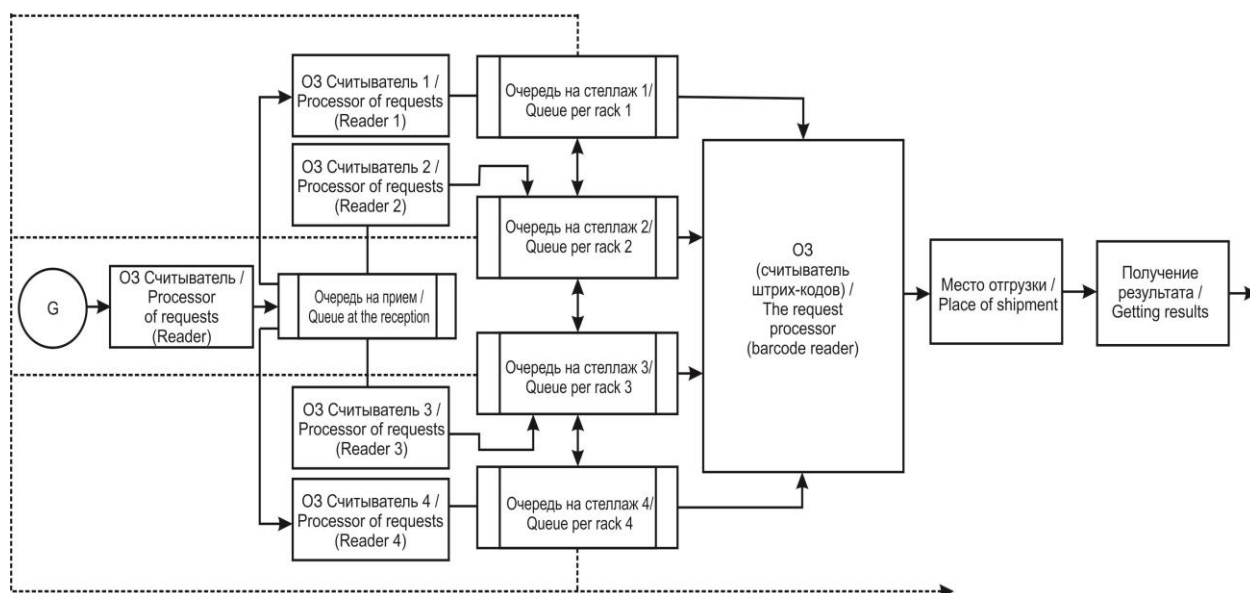 ОЗ Считыватель 1 /
Processor of requests
(Reader 1)
Очередь на стеллаж 1/
Queue per rack 1
ОЗ Считыватель 2 /
Processor of requests
(Reader 2)
Очередь на стеллаж 2/
Queue per rack 2
G
ОЗ Считыватель /
Processor
of requests
(Reader)
Очередь на прием /
Queue at the reception
ОЗ
(считыватель
штрих-кодов) /
The request
processor
(barcode reader)
Место отгрузки /
Place of shipment
Получение
результата /
Getting results
Очередь на стеллаж 3/
Queue per rack 3
ОЗ Считыватель 3 /
Processor of requests
(Reader 3)
Очередь на стеллаж 4/
Queue per rack 4
ОЗ Считыватель 4 /
Processor of requests
(Reader 4)